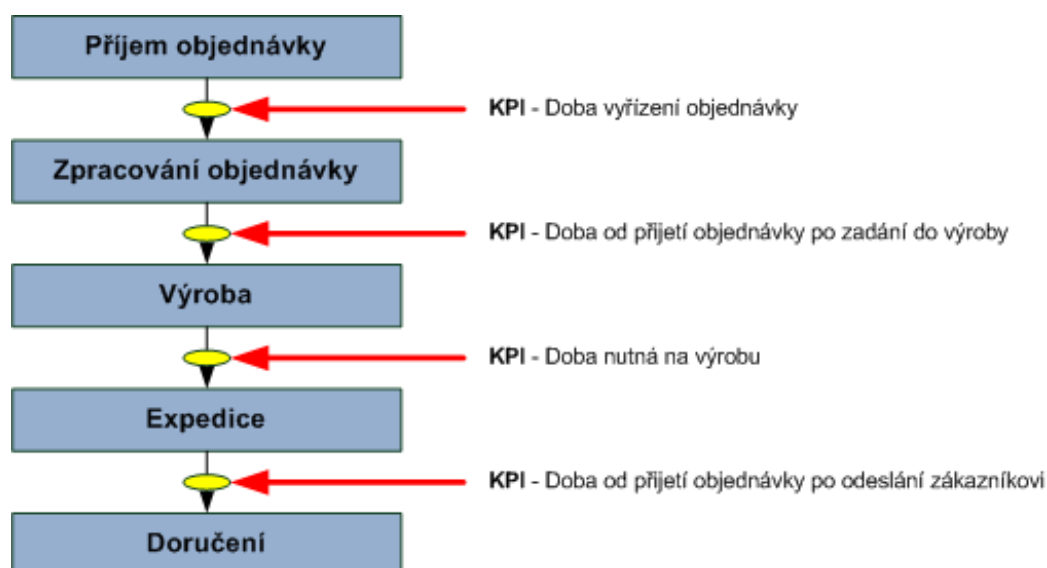 Příjem objednávky
KPI - Doba vyřízení objednávky
Zpracování objednávky
KPI - Doba od přijetí objednávky po zadání do výroby
Výroba
KPI - Doba nutná na výrobu
Expedice
KPI - Doba od přijetí objednávky po odeslání zákazníkovi
Doručení